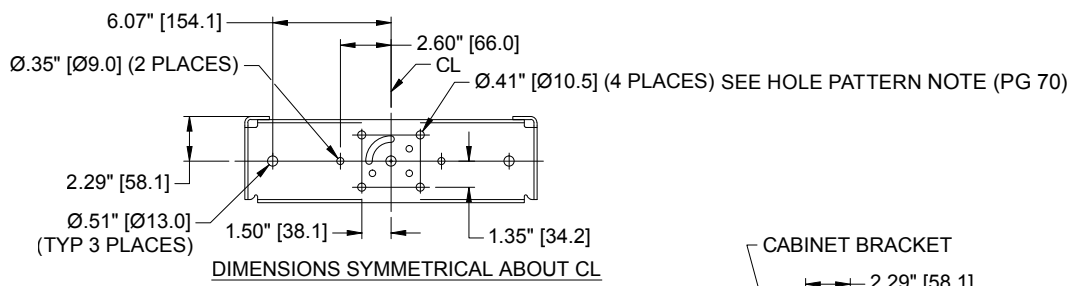 6.07" [154.1]
2.60" [66.0]
Ø.35" [Ø9.0] (2 PLACES)
CL
Ø.41" [Ø10.5] (4 PLACES) SEE HOLE PATTERN NOTE (PG 70)
2.29" [58.1]
Ø.51" [Ø13.0]
(TYP 3 PLACES)
1.50" [38.1]
1.35" [34.2]
DIMENSIONS SYMMETRICAL ABOUT CL
CABINET BRACKET
2.29" [58.1]